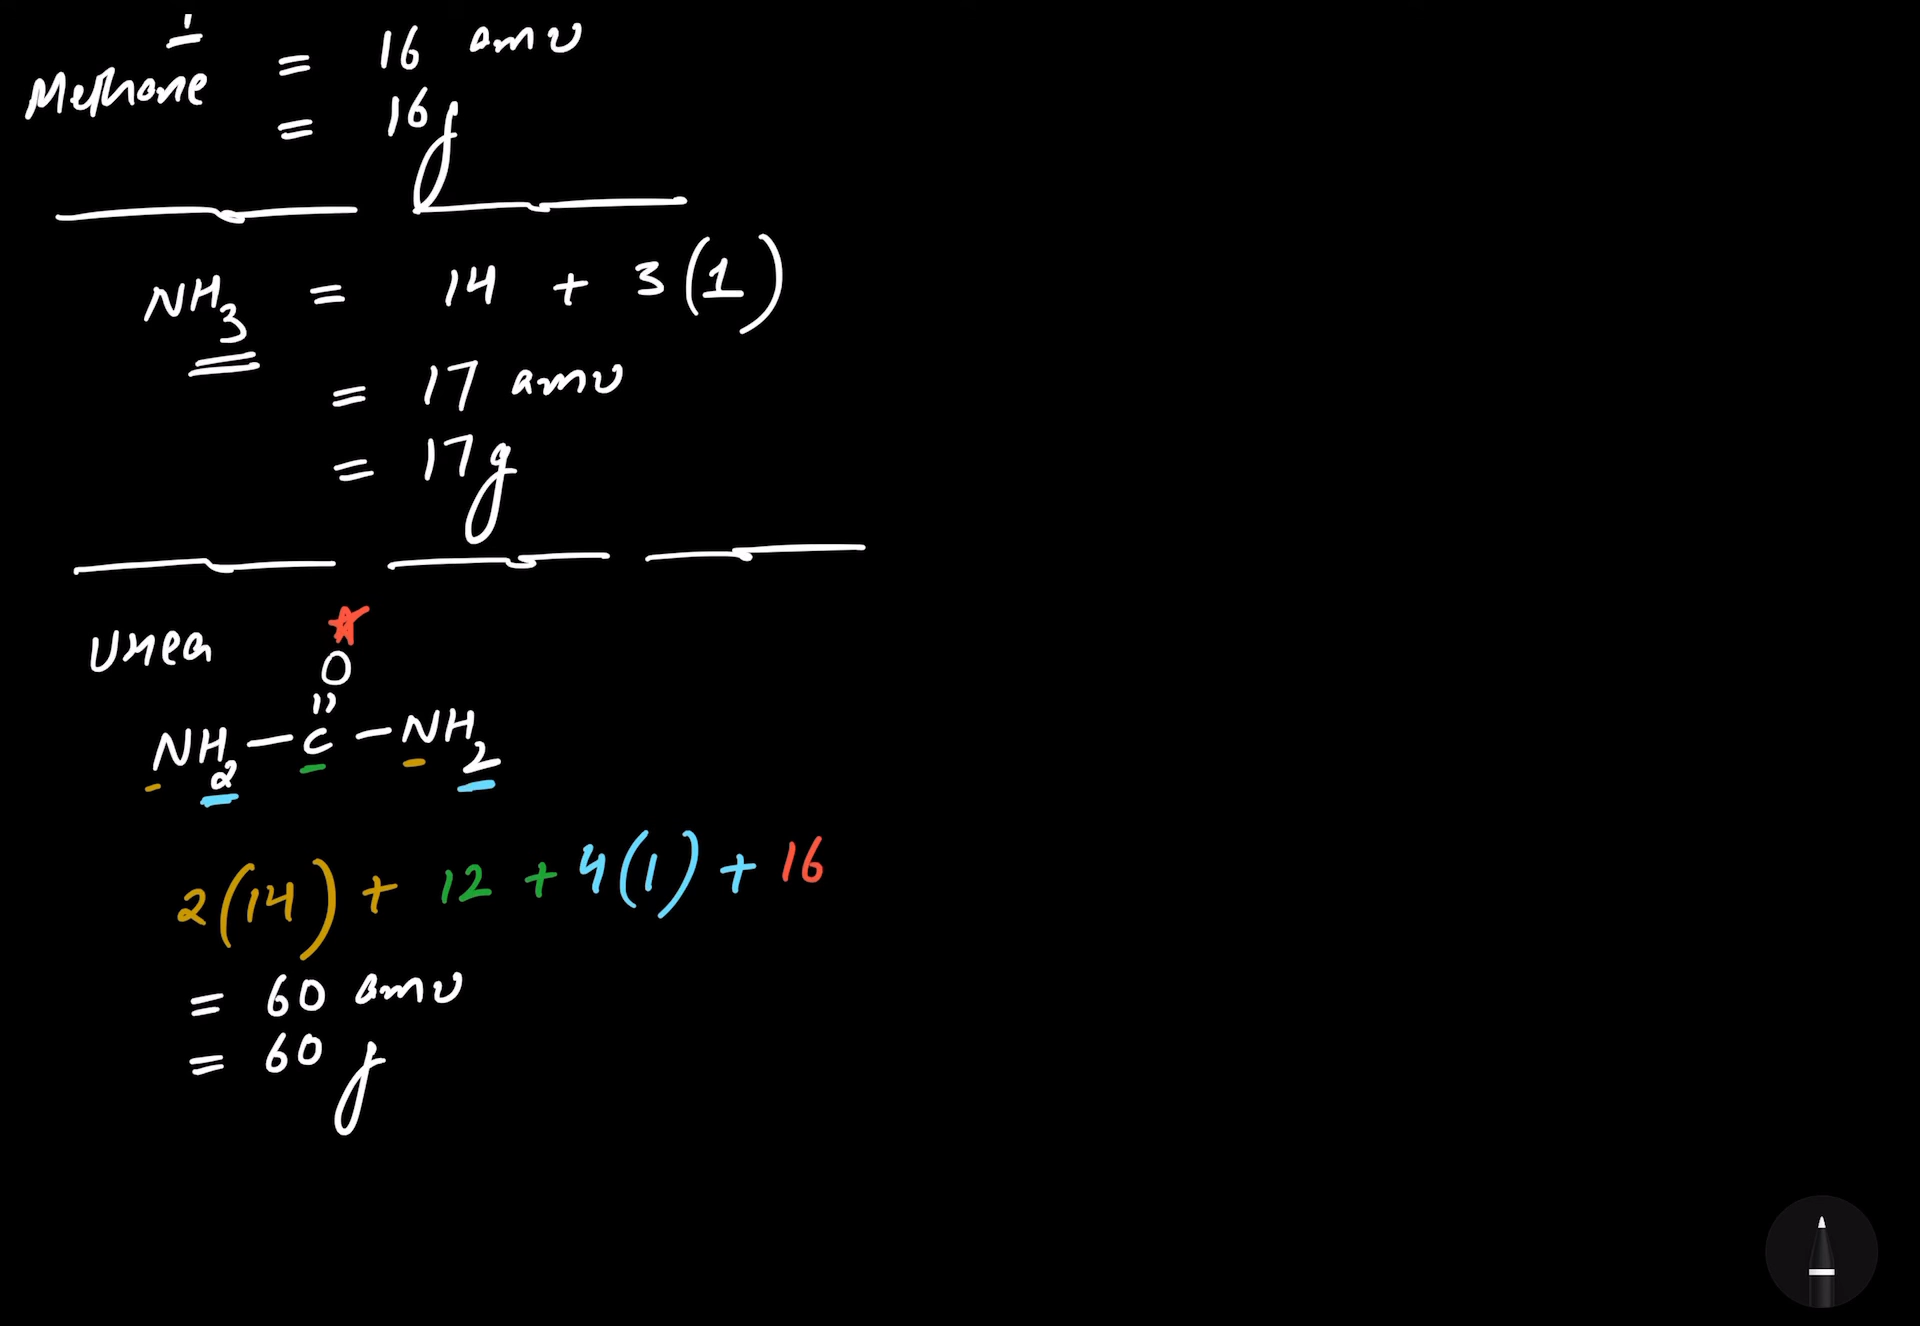 Methane = 16 amu
= 16g
NH3 = 14 + 3(1)
= 17 amu
= 17g
Urea
O
NH2 - C - NH2
2(14) + 12 + 4(1) + 16
= 60 amu
= 60 g